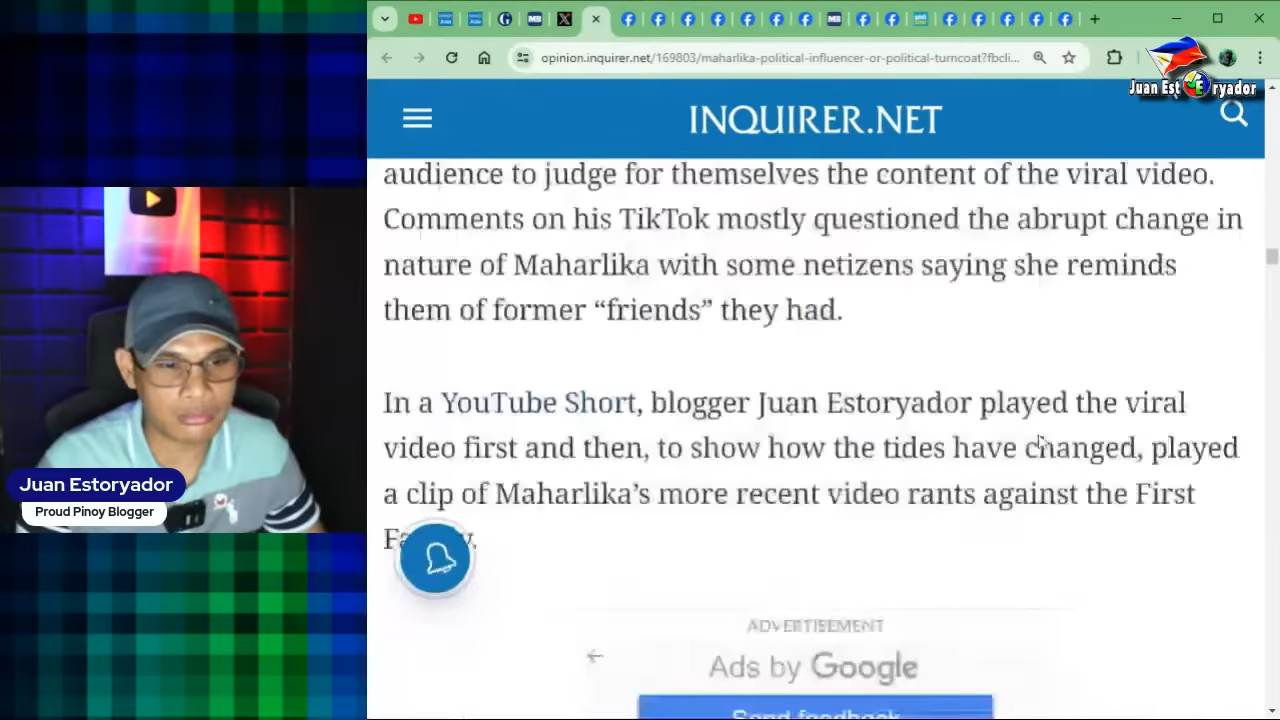 opinion.inquirer.net/169803/maharlika-political-influencer-or-political-turncoat?fbcli...
Juan Est ryador
INQUIRER.NET
audience to judge for themselves the content of the viral video.
Comments on his TikTok mostly questioned the abrupt change in
nature of Maharlika with some netizens saying she reminds
them of former “friends” they had.
In a YouTube Short, blogger Juan Estoryador played the viral
video first and then, to show how the tides have changed, played
a clip of Maharlika’s more recent video rants against the First
ADVERTISEMENT
Ads by Google
Send feedback
Juan Estoryador
Proud Pinoy Blogger